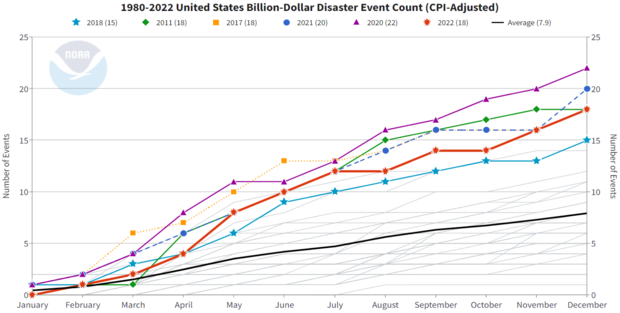 1980-2022 United States Billion-Dollar Disaster Event Count (CPI-Adjusted)
2018 (15) 2011 (18) 2017 (18) 2021 (20) 2020 (22) 2022 (18) Average (7.9)
25 25
NOAA
20 20
15 15
Number of Events Number of Events
10 10
5 5
0 0
January February March April May June July August September October November December